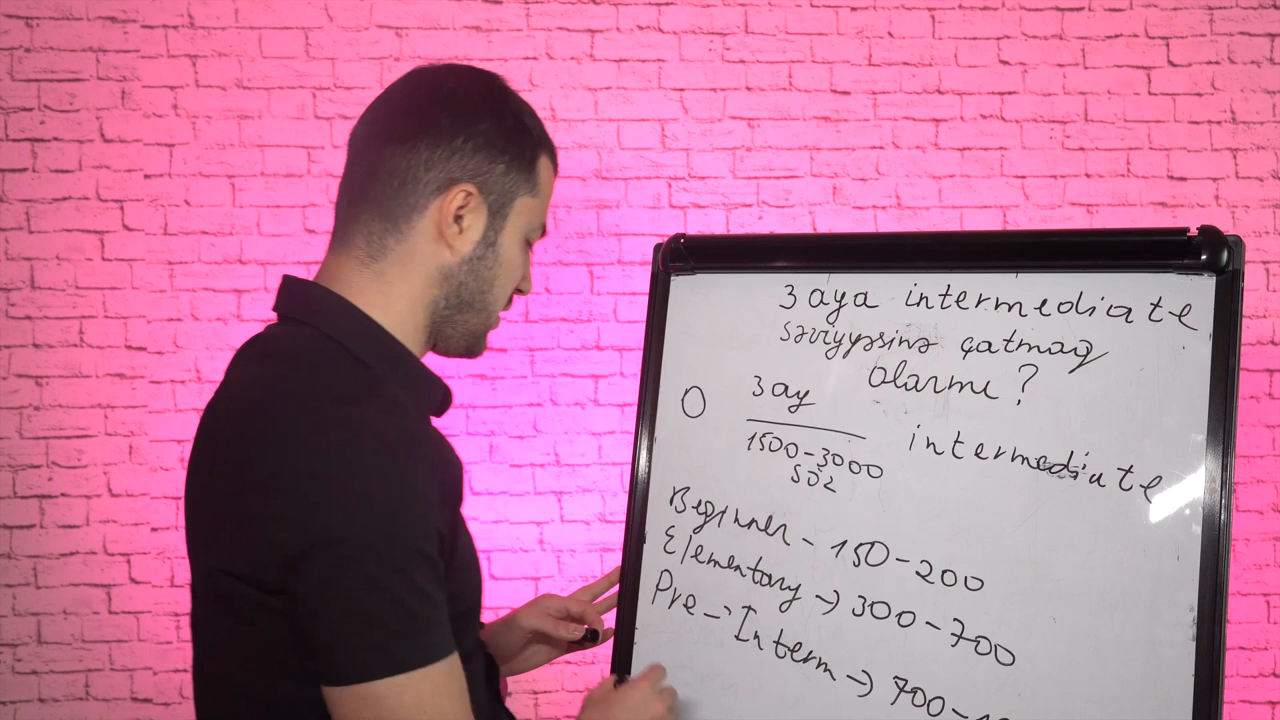 3 aya intermediate
səviyyəsinə çatmaq
olarmı?
0 3 ay intermediate
1500-3000
söz
Beginner - 150-200
Elementary → 300-700
Pre-Interm → 700-